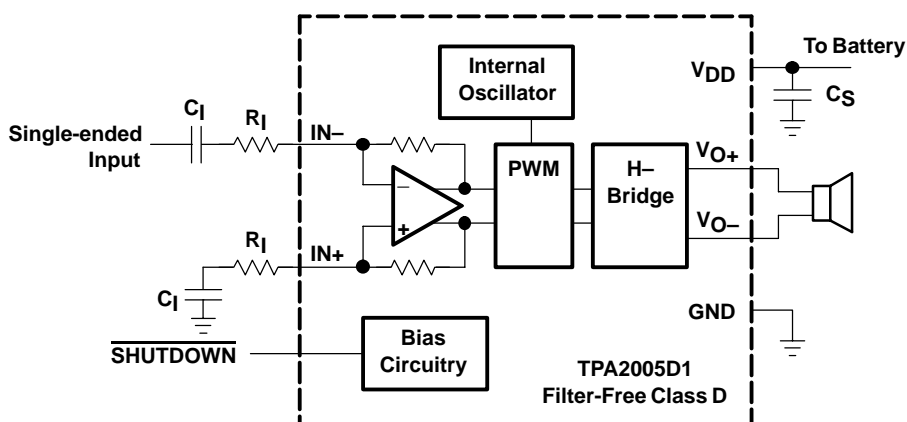 To Battery
Internal
Oscillator
VDD
CS
CI
RI
IN–
Single-ended
Input
PWM
H–
Bridge
VO+
VO–
–
+
RI
IN+
CI
GND
SHUTDOWN
Bias
Circuitry
TPA2005D1
Filter-Free Class D